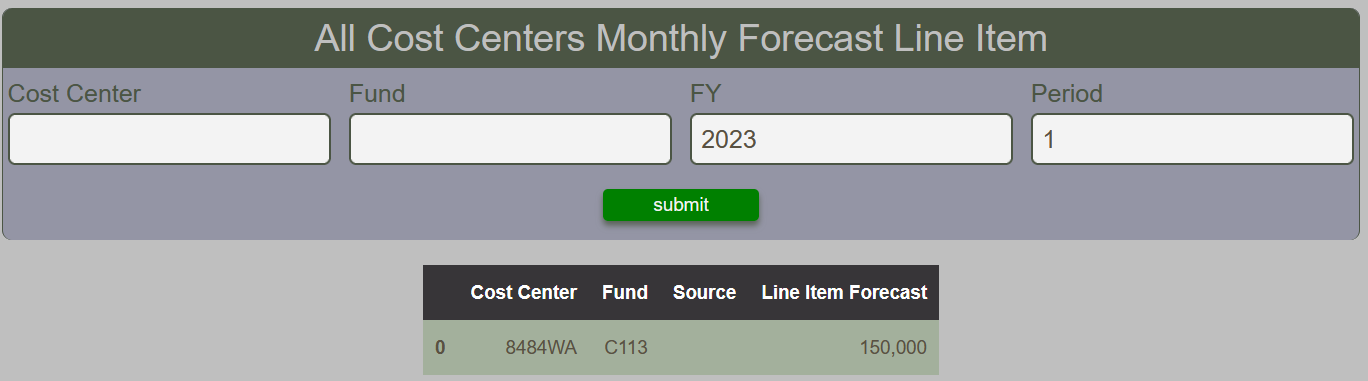 All Cost Centers Monthly Forecast Line Item
Cost Center Fund FY Period
2023 1
submit
Cost Center Fund Source Line Item Forecast
0 8484WA C113 150,000